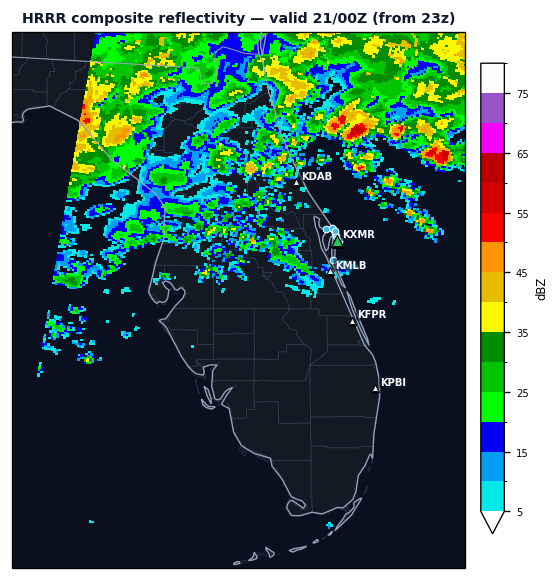 HRRR composite reflectivity — valid 21/00Z (from 23z)
KDAB
KXMR
KMLB
KFPR
KPBI
75
65
55
45
35
25
15
5
dBZ